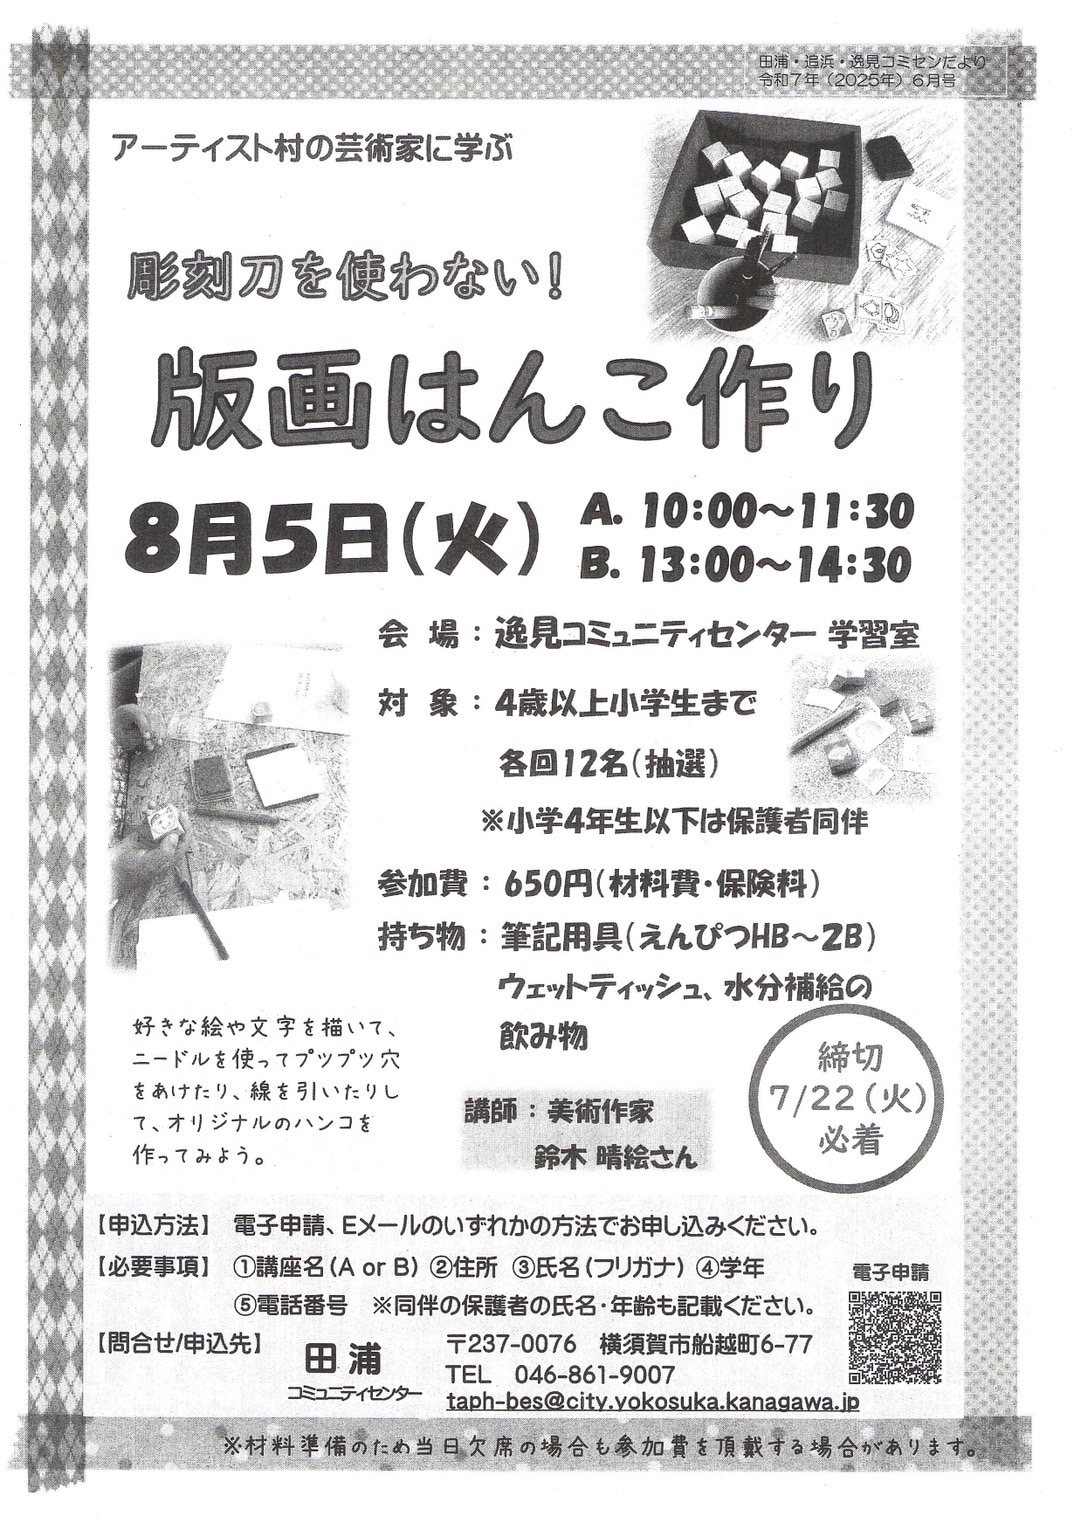 田浦・追浜・逸見コミセンだより
令和７年（2025年）６月号
アーティスト村の芸術家に学ぶ
彫刻刀を使わない！
版画はんこ作り
8月5日(火)
A. 10:00～11:30
B. 13:00～14:30
会 場：逸見コミュニティセンター 学習室
対 象：4歳以上小学生まで
各回12名(抽選)
※小学4年生以下は保護者同伴
参加費：650円(材料費・保険料)
持ち物：筆記用具(えんぴつHB～2B)
ウェットティッシュ、水分補給の
飲み物
好きな絵や文字を描いて、
ニードルを使ってプツプツ穴
をあけたり、線を引いたりし
て、オリジナルのハンコを
作ってみよう。
講師：美術作家
鈴木 晴絵さん
締切
7/22(火)
必着
【申込方法】 電子申請、Eメールのいずれかの方法でお申し込みください。
【必要事項】 ①講座名(A or B) ②住所 ③氏名(フリガナ) ④学年
⑤電話番号 ※同伴の保護者の氏名・年齢も記載ください。
電子申請
【問合せ/申込先】
田浦
コミュニティセンター
〒237-0076 横須賀市船越町6-77
TEL 046-861-9007
taph-bes@city.yokosuka.kanagawa.jp
※材料準備のため当日欠席の場合も参加費を頂戴する場合があります。